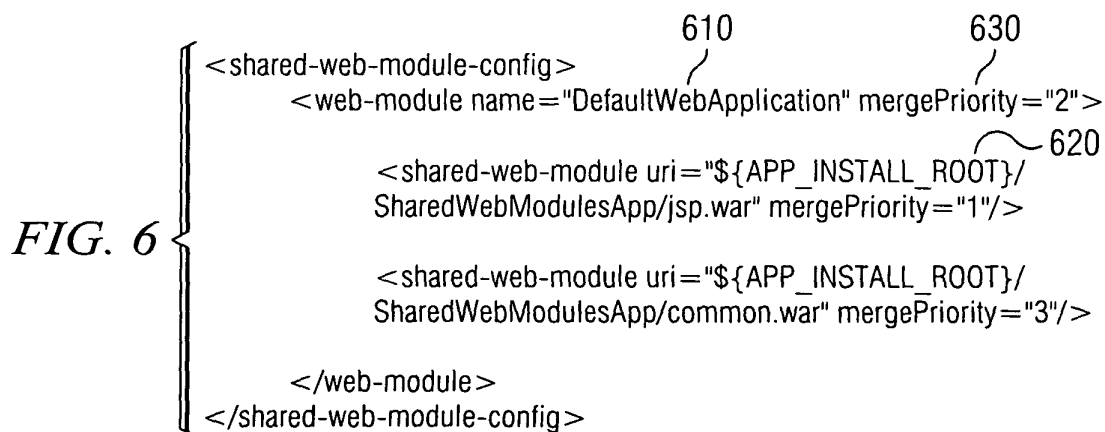 610 630
<shared-web-module-config>
<web-module name="DefaultWebApplication" mergePriority="2">
620
<shared-web-module uri="${APP_INSTALL_ROOT}/
SharedWebModulesApp/jsp.war" mergePriority="1"/>
FIG. 6
<shared-web-module uri="${APP_INSTALL_ROOT}/
SharedWebModulesApp/common.war" mergePriority="3"/>
</web-module>
</shared-web-module-config>